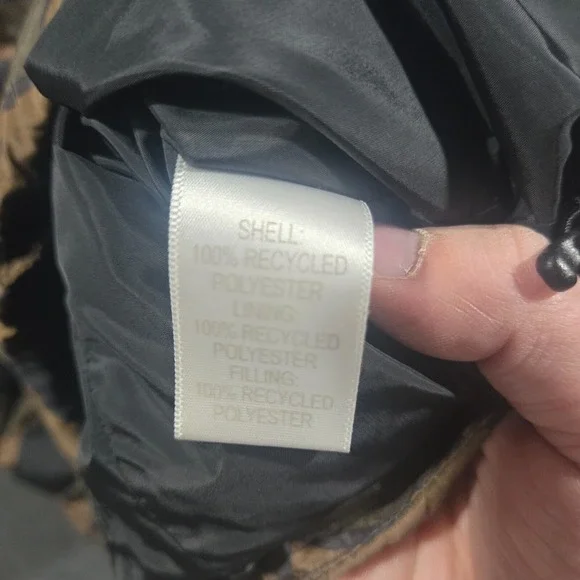 SHELL:
100% RECYCLED
POLYESTER
LINING:
100% RECYCLED
POLYESTER
FILLING:
100% RECYCLED
POLYESTER